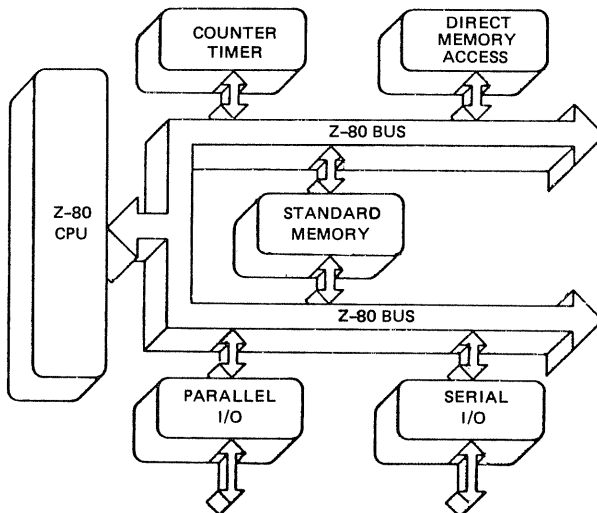 COUNTER
TIMER
DIRECT
MEMORY
ACCESS
Z-80 BUS
Z-80
CPU
STANDARD
MEMORY
Z-80 BUS
PARALLEL
I/O
SERIAL
I/O